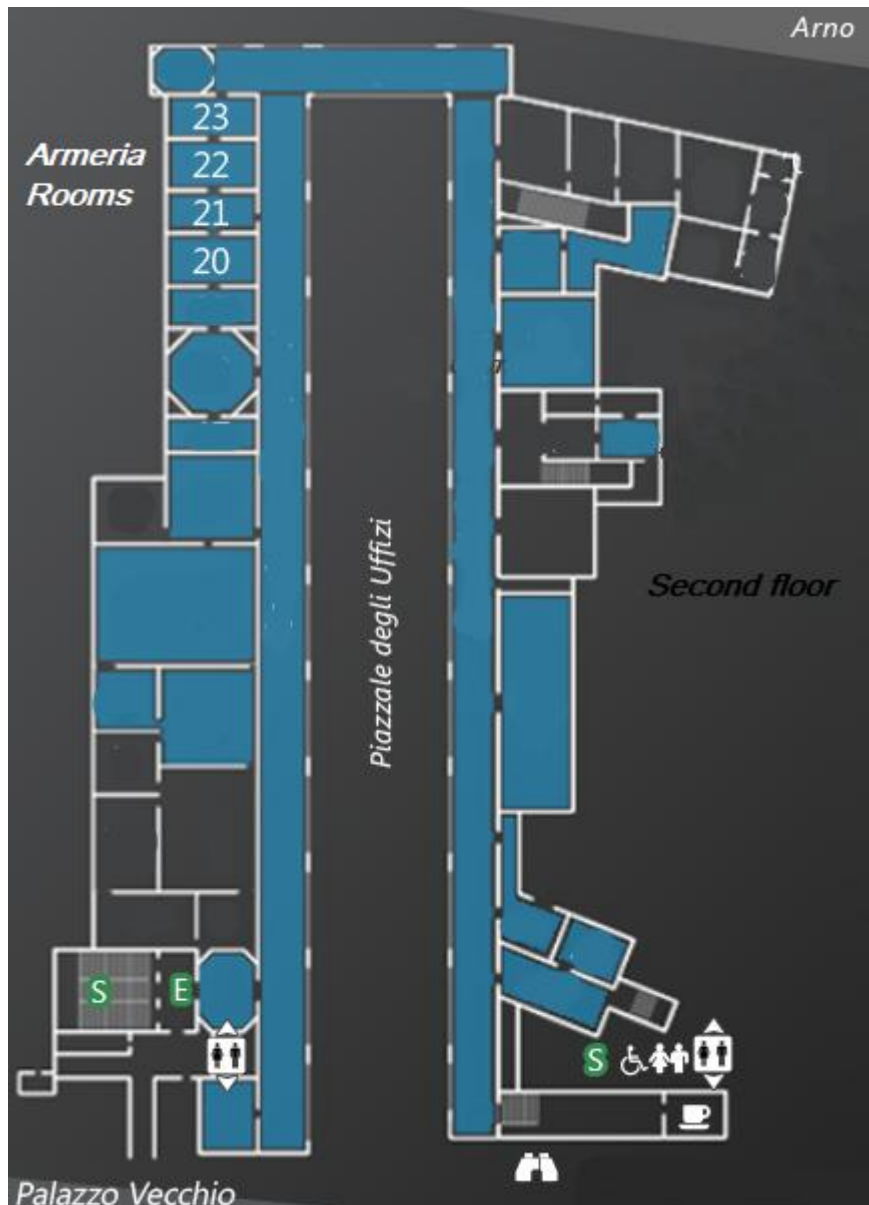 Arno
23
Armeria
Rooms
22
21
20
Piazzale degli Uffizi
Second floor
S
E
S
Palazzo Vecchio